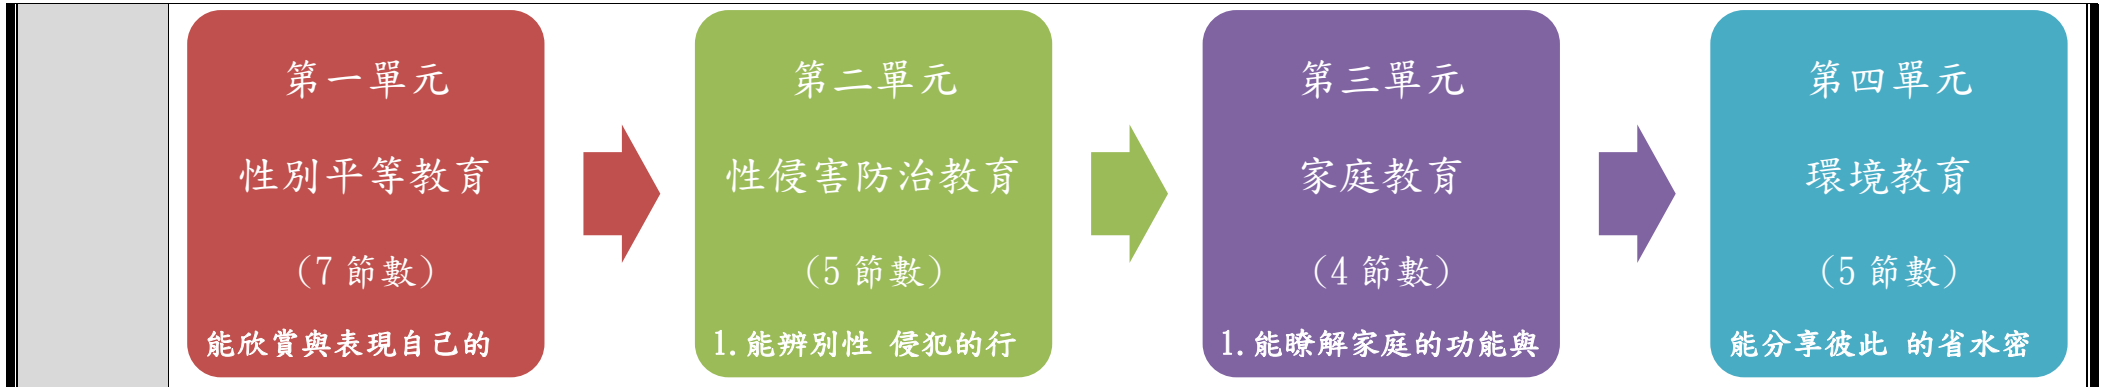 第一單元
性別平等教育
(7 節數)
能欣賞與表現自己的
第二單元
性侵害防治教育
(5 節數)
1.能辨別性 侵犯的行
第三單元
家庭教育
(4 節數)
1.能瞭解家庭的功能與
第四單元
環境教育
(5 節數)
能分享彼此 的省水密